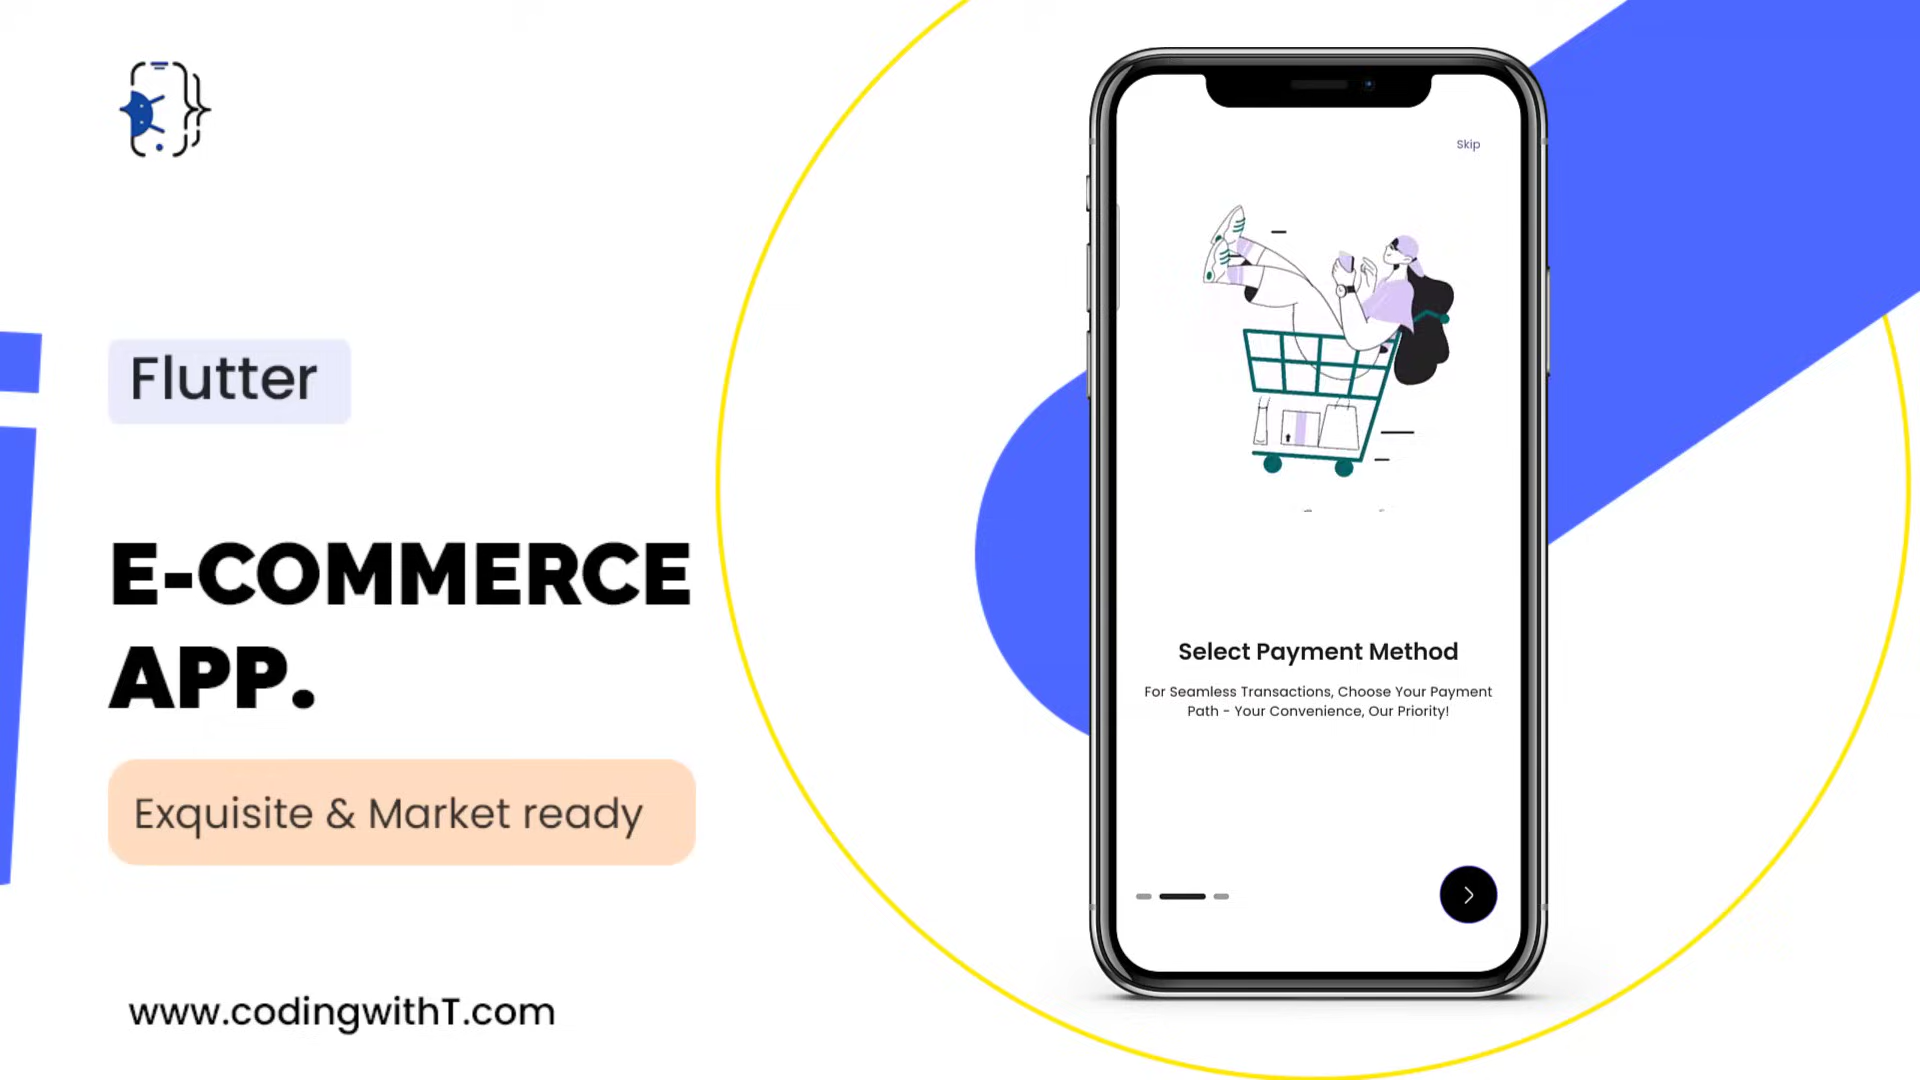 Flutter
E-COMMERCE
APP.
Exquisite & Market ready
www.codingwithT.com
Skip
Select Payment Method
For Seamless Transactions, Choose Your Payment
Path - Your Convenience, Our Priority!